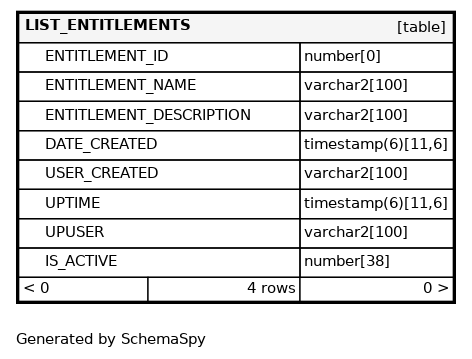 LIST_ENTITLEMENTS [table]
ENTITLEMENT_ID number[0]
ENTITLEMENT_NAME varchar2[100]
ENTITLEMENT_DESCRIPTION varchar2[100]
DATE_CREATED timestamp(6)[11,6]
USER_CREATED varchar2[100]
UPTIME timestamp(6)[11,6]
UPUSER varchar2[100]
IS_ACTIVE number[38]
< 0 4 rows 0 >
Generated by SchemaSpy